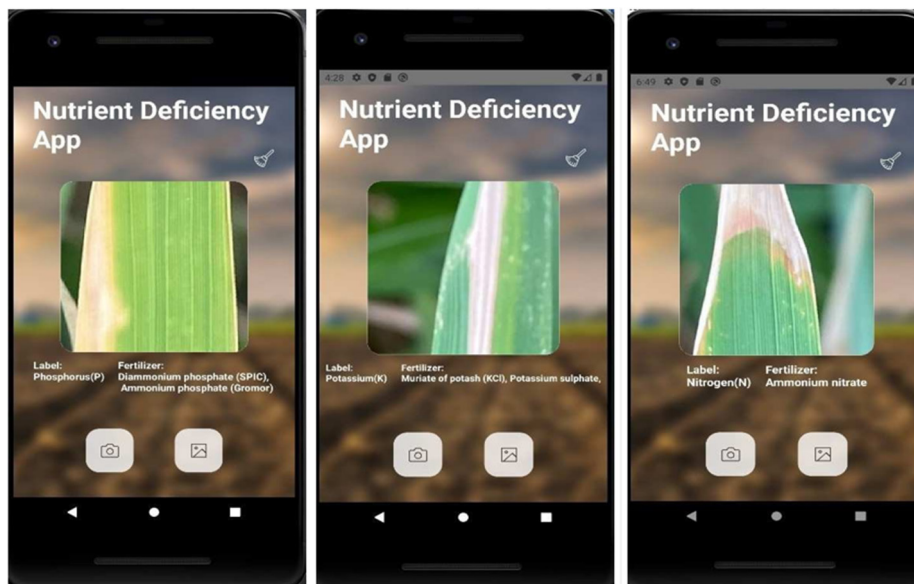 Nutrient Deficiency
App
Label:
Phosphorus(P)
Fertilizer:
Diammonium phosphate (SPIC),
Ammonium phosphate (Gromor)
4:28
Nutrient Deficiency
App
Label:
Potassium(K)
Fertilizer:
Muriate of potash (KCl), Potassium sulphate,
6:49
Nutrient Deficiency
App
Label:
Nitrogen(N)
Fertilizer:
Ammonium nitrate